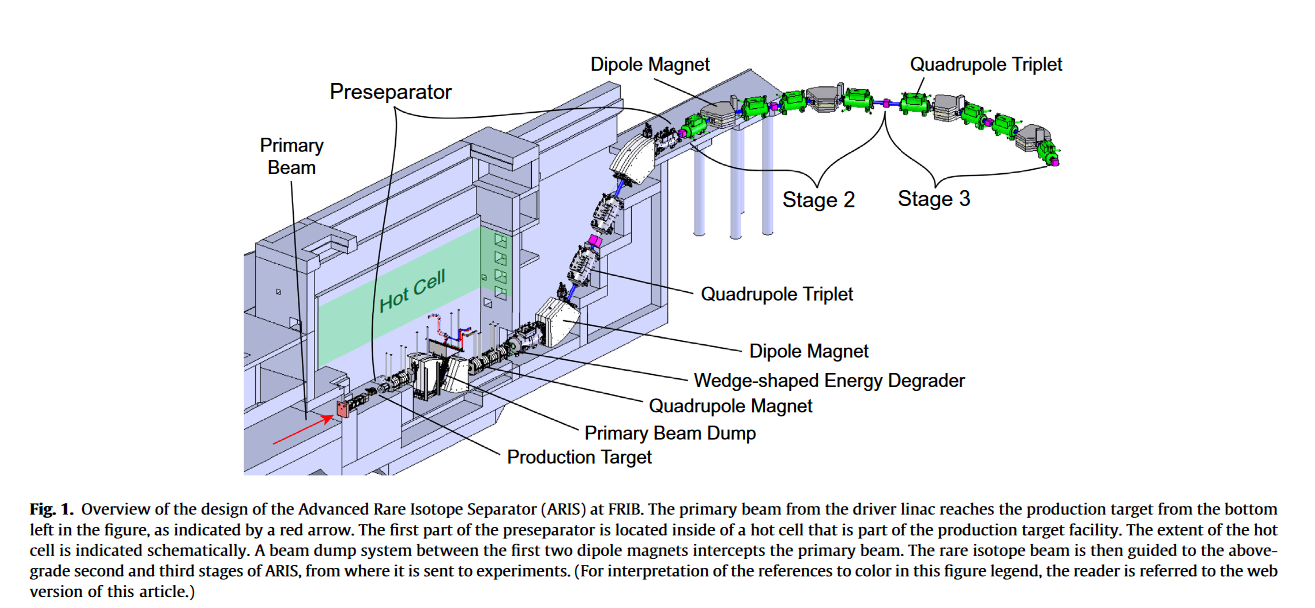 Dipole Magnet
Quadrupole Triplet
Preseparator
Primary
Beam
Stage 2
Stage 3
Hot Cell
Quadrupole Triplet
Dipole Magnet
Wedge-shaped Energy Degrader
Quadrupole Magnet
Primary Beam Dump
Production Target
Fig. 1. Overview of the design of the Advanced Rare Isotope Separator (ARIS) at FRIB. The primary beam from the driver linac reaches the production target from the bottom
left in the figure, as indicated by a red arrow. The first part of the preseparator is located inside of a hot cell that is part of the production target facility. The extent of the hot
cell is indicated schematically. A beam dump system between the first two dipole magnets intercepts the primary beam. The rare isotope beam is then guided to the above-
grade second and third stages of ARIS, from where it is sent to experiments. (For interpretation of the references to color in this figure legend, the reader is referred to the web
version of this article.)